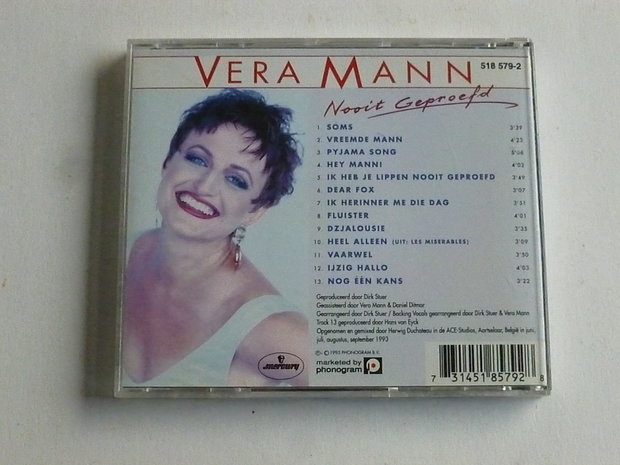 518 579-2
VERA MANN
Nooit Geproefd
1. SOMS 3'39
2. VREEMDE MANN 4'23
3. PYJAMA SONG 5'06
4. HEY MANNI 4'02
5. IK HEB JE LIPPEN NOOIT GEPROEFD 3'49
6. DEAR FOX 3'07
7. IK HERINNER ME DIE DAG 3'51
8. FLUISTER 4'01
9. DZJALOUSIE 3'35
10. HEEL ALLEEN (UIT: LES MISERABLES) 3'09
11. VAARWEL 3'50
12. IJZIG HALLO 4'03
13. NOG ÉÉN KANS 3'22
Geproduceerd door Dirk Stuer
Geassisteerd door Vera Mann & Daniel Ditmar
Gearrangeerd door Dirk Stuer / Backing Vocals gearrangeerd door Dirk Stuer & Vera Mann
Track 13 geproduceerd door Hans van Eyck
Opgenomen en gemixed door Herwig Duchateau in de ACE-Studios, Aartselaar, België in juni,
juli, augustus, september 1993
℗ © 1993 PHONOGRAM B.V.
mercury
marketed by
phonogram
7 31451 85792 8